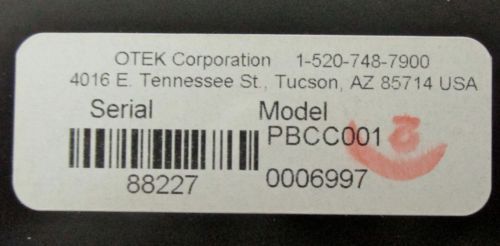 OTEK Corporation 1-520-748-7900
4016 E. Tennessee St., Tucson, AZ 85714 USA
Serial Model
PBCC001
88227 0006997